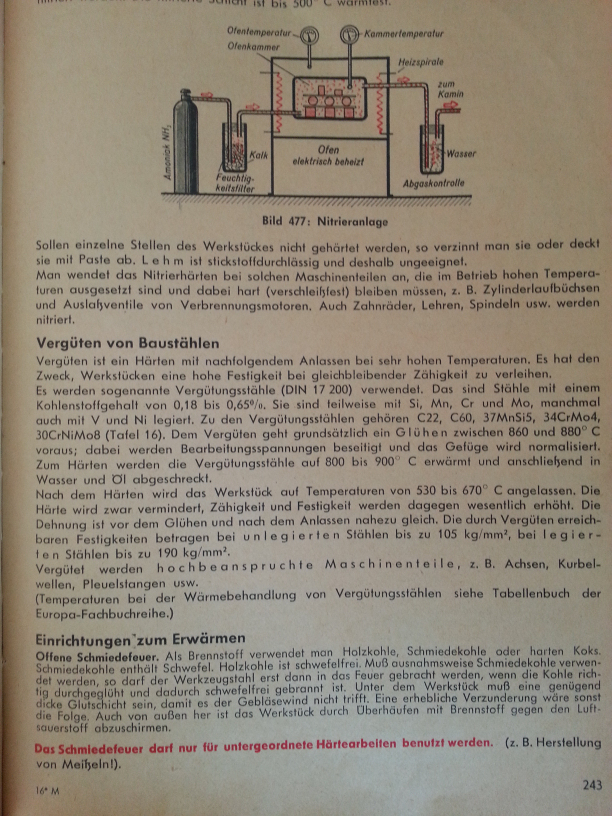 ist bis 500° C warmfest.
Ofentemperatur
Kammertemperatur
Ofenkammer
Heizspirale
zum
Kamin
Amoniak NH₃
Kalk
Ofen
elektrisch beheizt
Wasser
Feuchtig-
keitsfilter
Abgaskontrolle
Bild 477: Nitrieranlage
Sollen einzelne Stellen des Werkstückes nicht gehärtet werden, so verzinnt man sie oder deckt
sie mit Paste ab. Lehm ist stickstoffdurchlässig und deshalb ungeeignet.
Man wendet das Nitrierhärten bei solchen Maschinenteilen an, die im Betrieb hohen Tempera-
turen ausgesetzt sind und dabei hart (verschleißfest) bleiben müssen, z. B. Zylinderlaufbüchsen
und Auslaßventile von Verbrennungsmotoren. Auch Zahnräder, Lehren, Spindeln usw. werden
nitriert.
Vergüten von Baustählen
Vergüten ist ein Härten mit nachfolgendem Anlassen bei sehr hohen Temperaturen. Es hat den
Zweck, Werkstücken eine hohe Festigkeit bei gleichbleibender Zähigkeit zu verleihen.
Es werden sogenannte Vergütungsstähle (DIN 17 200) verwendet. Das sind Stähle mit einem
Kohlenstoffgehalt von 0,18 bis 0,65%. Sie sind teilweise mit Si, Mn, Cr und Mo, manchmal
auch mit V und Ni legiert. Zu den Vergütungsstählen gehören C22, C60, 37MnSi5, 34CrMo4,
30CrNiMo8 (Tafel 16). Dem Vergüten geht grundsätzlich ein Glühen zwischen 860 und 880° C
voraus; dabei werden Bearbeitungsspannungen beseitigt und das Gefüge wird normalisiert.
Zum Härten werden die Vergütungsstähle auf 800 bis 900° C erwärmt und anschließend in
Wasser und Öl abgeschreckt.
Nach dem Härten wird das Werkstück auf Temperaturen von 530 bis 670° C angelassen. Die
Härte wird zwar vermindert, Zähigkeit und Festigkeit werden dagegen wesentlich erhöht. Die
Dehnung ist vor dem Glühen und nach dem Anlassen nahezu gleich. Die durch Vergüten erreich-
baren Festigkeiten betragen bei unlegierten Stählen bis zu 105 kg/mm², bei legier-
ten Stählen bis zu 190 kg/mm².
Vergütet werden hochbeanspruchte Maschinenteile, z. B. Achsen, Kurbel-
wellen, Pleuelstangen usw.
(Temperaturen bei der Wärmebehandlung von Vergütungsstählen siehe Tabellenbuch der
Europa-Fachbuchreihe.)
Einrichtungen zum Erwärmen
Offene Schmiedefeuer. Als Brennstoff verwendet man Holzkohle, Schmiedekohle oder harten Koks.
Schmiedekohle enthält Schwefel. Holzkohle ist schwefelfrei. Muß ausnahmsweise Schmiedekohle verwen-
det werden, so darf der Werkzeugstahl erst dann in das Feuer gebracht werden, wenn die Kohle rich-
tig durchgeglüht und dadurch schwefelfrei gebrannt ist. Unter dem Werkstück muß eine genügend
dicke Glutschicht sein, damit es der Gebläsewind nicht trifft. Eine erhebliche Verzunderung wäre sonst
die Folge. Auch von außen her ist das Werkstück durch Überhäufen mit Brennstoff gegen den Luft-
sauerstoff abzuschirmen.
Das Schmiedefeuer darf nur für untergeordnete Härtearbeiten benutzt werden. (z. B. Herstellung
von Meißeln!).
16* M
243